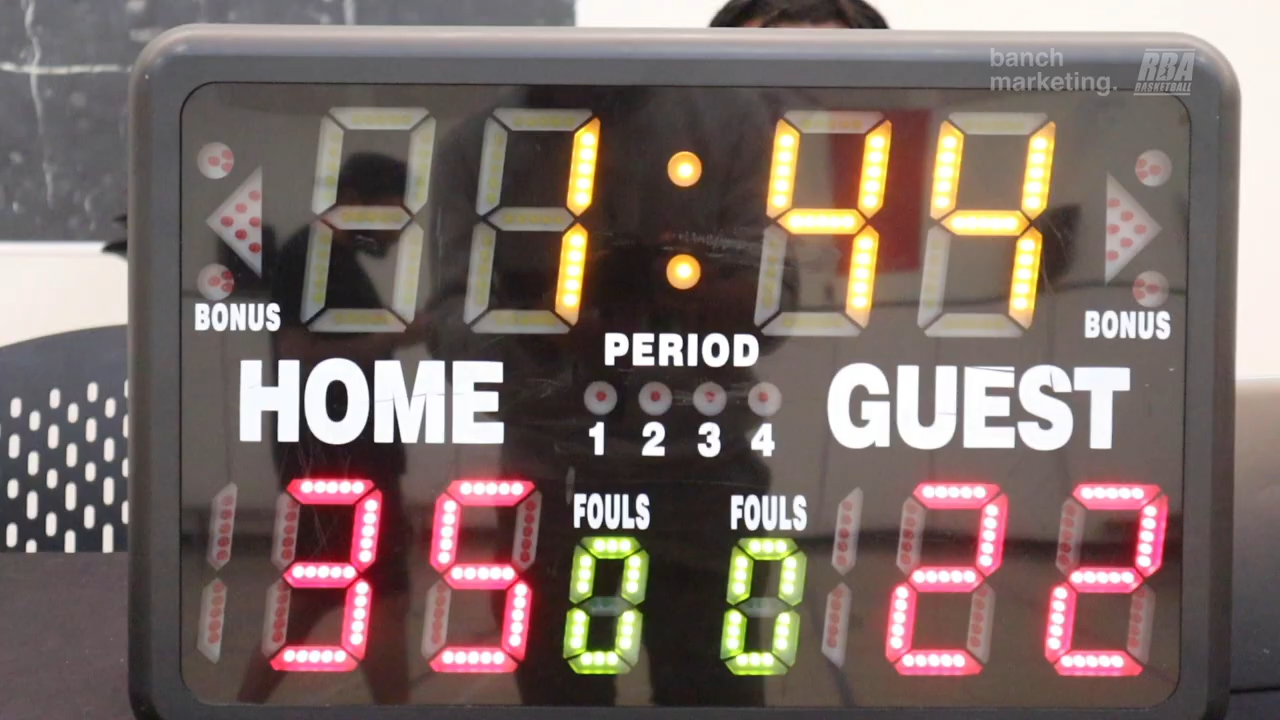 banch
marketing.
RBA
BASKETBALL
1:44
BONUS
BONUS
PERIOD
HOME
GUEST
1 2 3 4
FOULS
FOULS
35
0
0
22